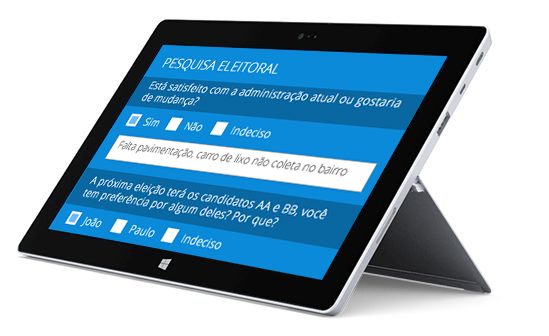 PESQUISA ELEITORAL
Está satisfeito com a administração atual ou gostaria
de mudança?
Sim Não Indeciso
Falta pavimentação, carro de lixo não coleta no bairro
A próxima eleição terá os candidatos AA e BB, você
tem preferência por algum deles? Por que?
João Paulo Indeciso